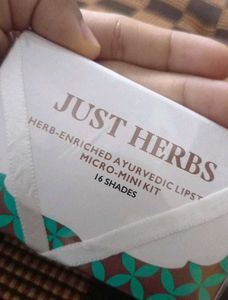 JUST HERBS
HERB-ENRICHED AYURVEDIC LIPST
MICRO-MINI KIT
16 SHADES